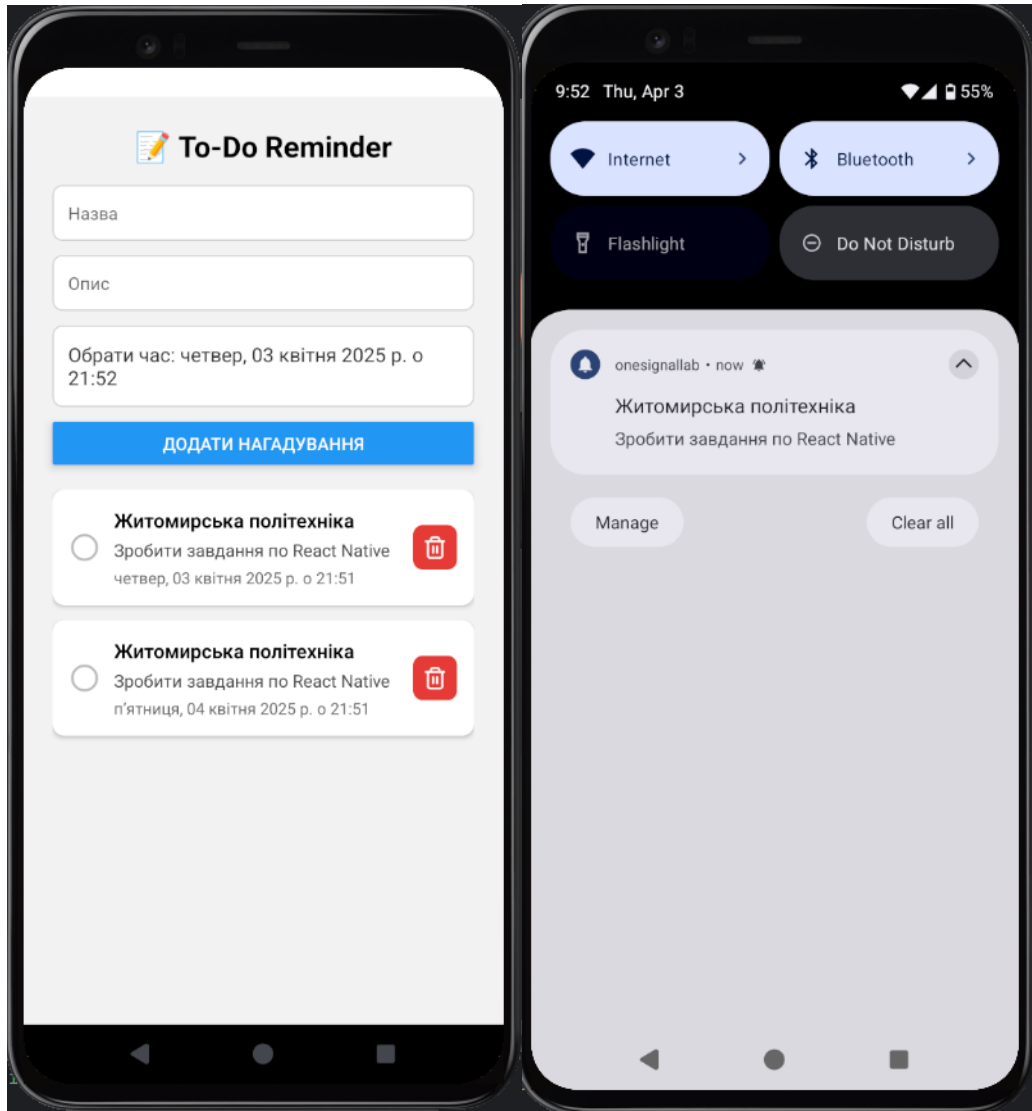 📝 To-Do Reminder
Назва
Опис
Обрати час: четвер, 03 квітня 2025 р. о
21:52
ДОДАТИ НАГАДУВАННЯ
Житомирська політехніка
Зробити завдання по React Native
четвер, 03 квітня 2025 р. о 21:51
Житомирська політехніка
Зробити завдання по React Native
п’ятниця, 04 квітня 2025 р. о 21:51
9:52 Thu, Apr 3 55%
Internet
Bluetooth
Flashlight
Do Not Disturb
onesignallab • now
Житомирська політехніка
Зробити завдання по React Native
Manage
Clear all